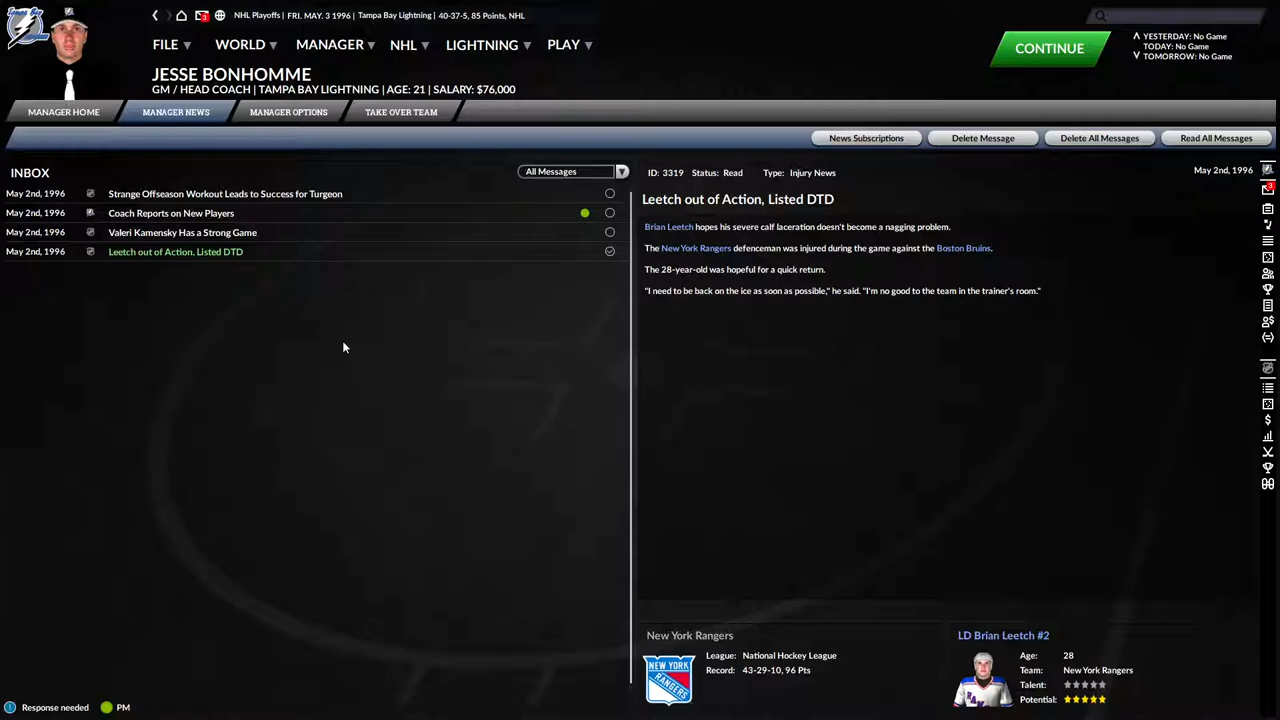 NHL Playoffs | FRI. MAY. 3 1996 | Tampa Bay Lightning | 40-37-5, 85 Points, NHL
3
FILE WORLD MANAGER NHL LIGHTNING PLAY
CONTINUE
YESTERDAY: No Game
TODAY: No Game
TOMORROW: No Game
JESSE BONHOMME
GM / HEAD COACH | TAMPA BAY LIGHTNING | AGE: 21 | SALARY: $76,000
MANAGER HOME MANAGER NEWS MANAGER OPTIONS TAKE OVER TEAM
News Subscriptions Delete Message Delete All Messages Read All Messages
INBOX
All Messages
May 2nd, 1996 Strange Offseason Workout Leads to Success for Turgeon
May 2nd, 1996 Coach Reports on New Players
May 2nd, 1996 Valeri Kamensky Has a Strong Game
May 2nd, 1996 Leetch out of Action, Listed DTD
ID: 3319 Status: Read Type: Injury News May 2nd, 1996
Leetch out of Action, Listed DTD
Brian Leetch hopes his severe calf laceration doesn't become a nagging problem.
The New York Rangers defenceman was injured during the game against the Boston Bruins.
The 28-year-old was hopeful for a quick return.
"I need to be back on the ice as soon as possible," he said. "I'm no good to the team in the trainer's room."
New York Rangers
NEW YORK
RANGERS
League: National Hockey League
Record: 43-29-10, 96 Pts
LD Brian Leetch #2
Age: 28
Team: New York Rangers
Talent:
Potential:
Response needed PM